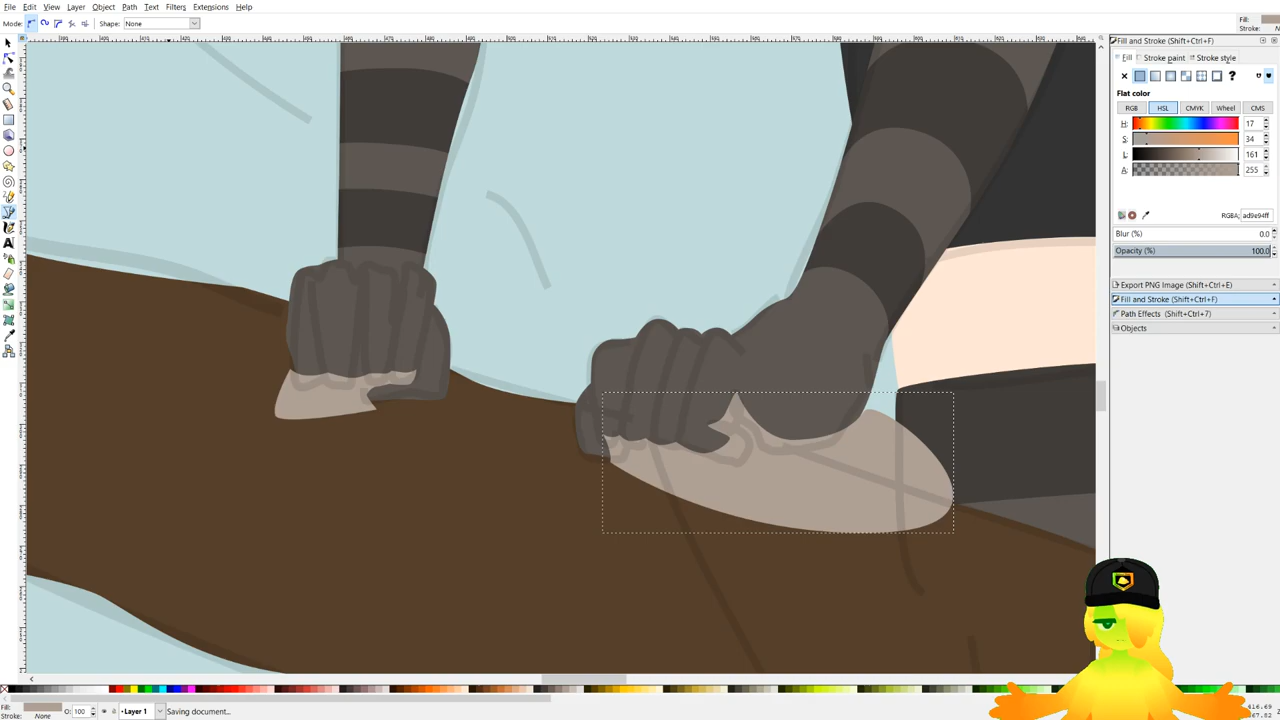 File Edit View Layer Object Path Text Filters Extensions Help
Mode: Shape: None
Fill:
Stroke:
Fill and Stroke (Shift+Ctrl+F)
Fill Stroke paint Stroke style
?
Flat color
RGB HSL CMYK Wheel CMS
H: 17
S: 34
L: 161
A: 255
RGBA: ad9e94ff
Blur (%) 0.0
Opacity (%) 100.0
Export PNG Image (Shift+Ctrl+E)
Fill and Stroke (Shift+Ctrl+F)
Path Effects (Shift+Ctrl+7)
Objects
Fill:
Stroke: None
O: 100
Layer 1
Saving document...